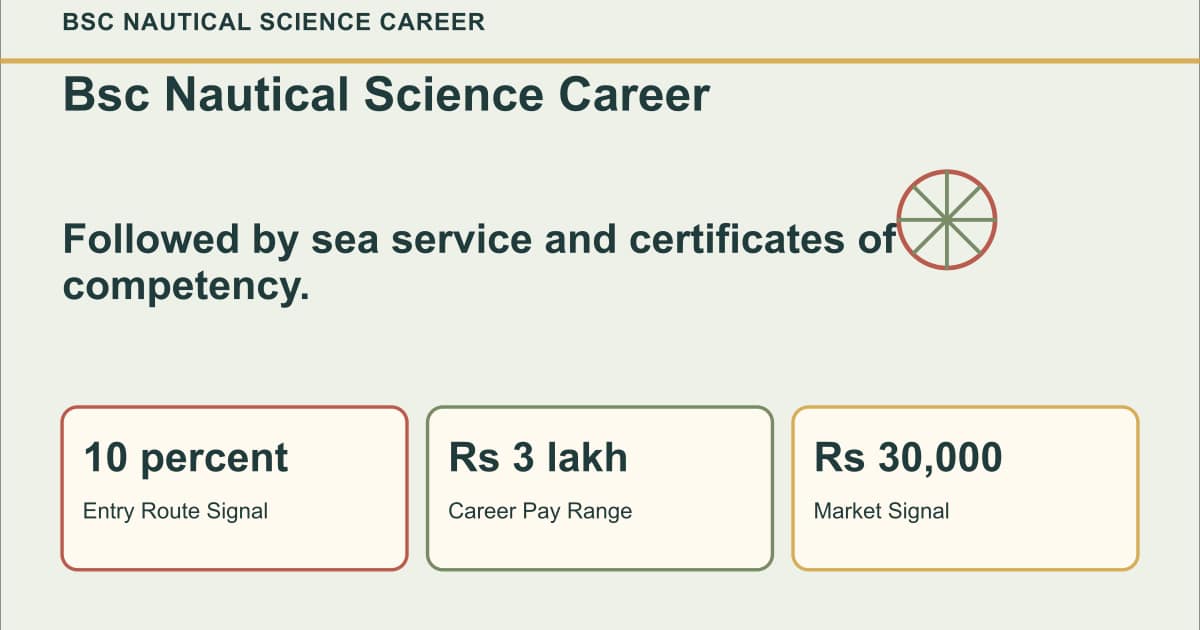 BSC NAUTICAL SCIENCE CAREER
Bsc Nautical Science Career
Followed by sea service and certificates of
competency.
10 percent
Entry Route Signal
Rs 3 lakh
Career Pay Range
Rs 30,000
Market Signal